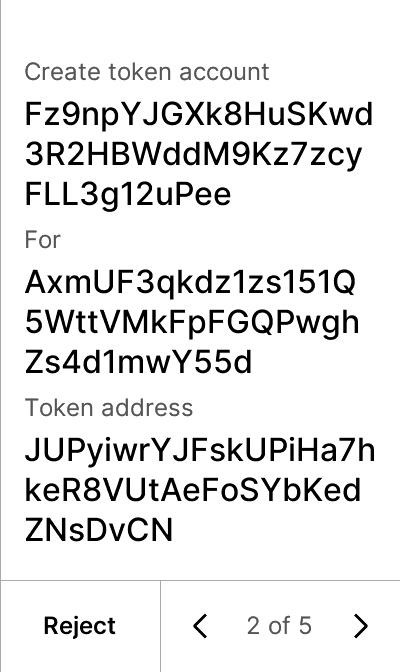 Create token account
Fz9npYJGXk8HuSKwd
3R2HBWddM9Kz7zcy
FLL3g12uPee
For
AxmUF3qkdz1zs151Q
5WttVMkFpFGQPwgh
Zs4d1mwY55d
Token address
JUPyiwrYJFskUPiHa7h
keR8VUtAeFoSYbKed
ZNsDvCN
Reject
2 of 5